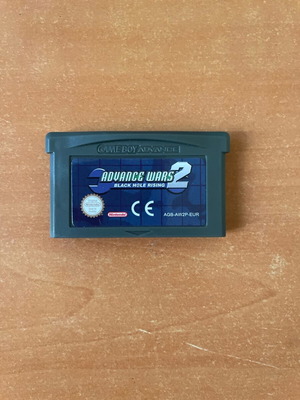 GAME BOY ADVANCE
ADVANCE WARS 2
BLACK HOLE RISING
Nintendo
CE
AGB-AW2P-EUR